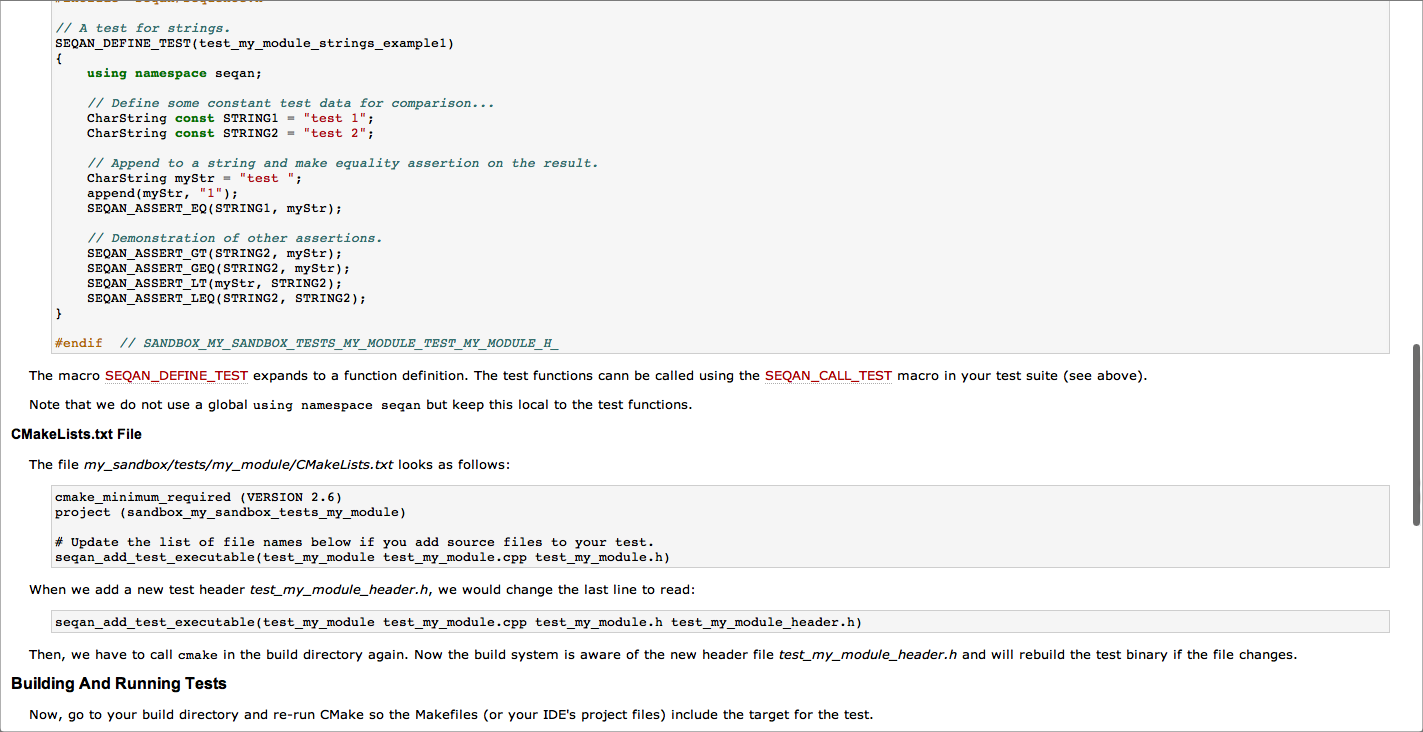 // A test for strings.
SEQAN_DEFINE_TEST(test_my_module_strings_example1)
{
    using namespace seqan;

    // Define some constant test data for comparison...
    CharString const STRING1 = "test 1";
    CharString const STRING2 = "test 2";

    // Append to a string and make equality assertion on the result.
    CharString myStr = "test ";
    append(myStr, "1");
    SEQAN_ASSERT_EQ(STRING1, myStr);

    // Demonstration of other assertions.
    SEQAN_ASSERT_GT(STRING2, myStr);
    SEQAN_ASSERT_GEQ(STRING2, myStr);
    SEQAN_ASSERT_LT(myStr, STRING2);
    SEQAN_ASSERT_LEQ(STRING2, STRING2);
}

#endif  // SANDBOX_MY_SANDBOX_TESTS_MY_MODULE_TEST_MY_MODULE_H_
The macro SEQAN_DEFINE_TEST expands to a function definition. The test functions cann be called using the SEQAN_CALL_TEST macro in your test suite (see above).
Note that we do not use a global using namespace seqan but keep this local to the test functions.
CMakeLists.txt File
The file my_sandbox/tests/my_module/CMakeLists.txt looks as follows:
cmake_minimum_required (VERSION 2.6)
project (sandbox_my_sandbox_tests_my_module)

# Update the list of file names below if you add source files to your test.
seqan_add_test_executable(test_my_module test_my_module.cpp test_my_module.h)
When we add a new test header test_my_module_header.h, we would change the last line to read:
seqan_add_test_executable(test_my_module test_my_module.cpp test_my_module.h test_my_module_header.h)
Then, we have to call cmake in the build directory again. Now the build system is aware of the new header file test_my_module_header.h and will rebuild the test binary if the file changes.
Building And Running Tests
Now, go to your build directory and re-run CMake so the Makefiles (or your IDE's project files) include the target for the test.